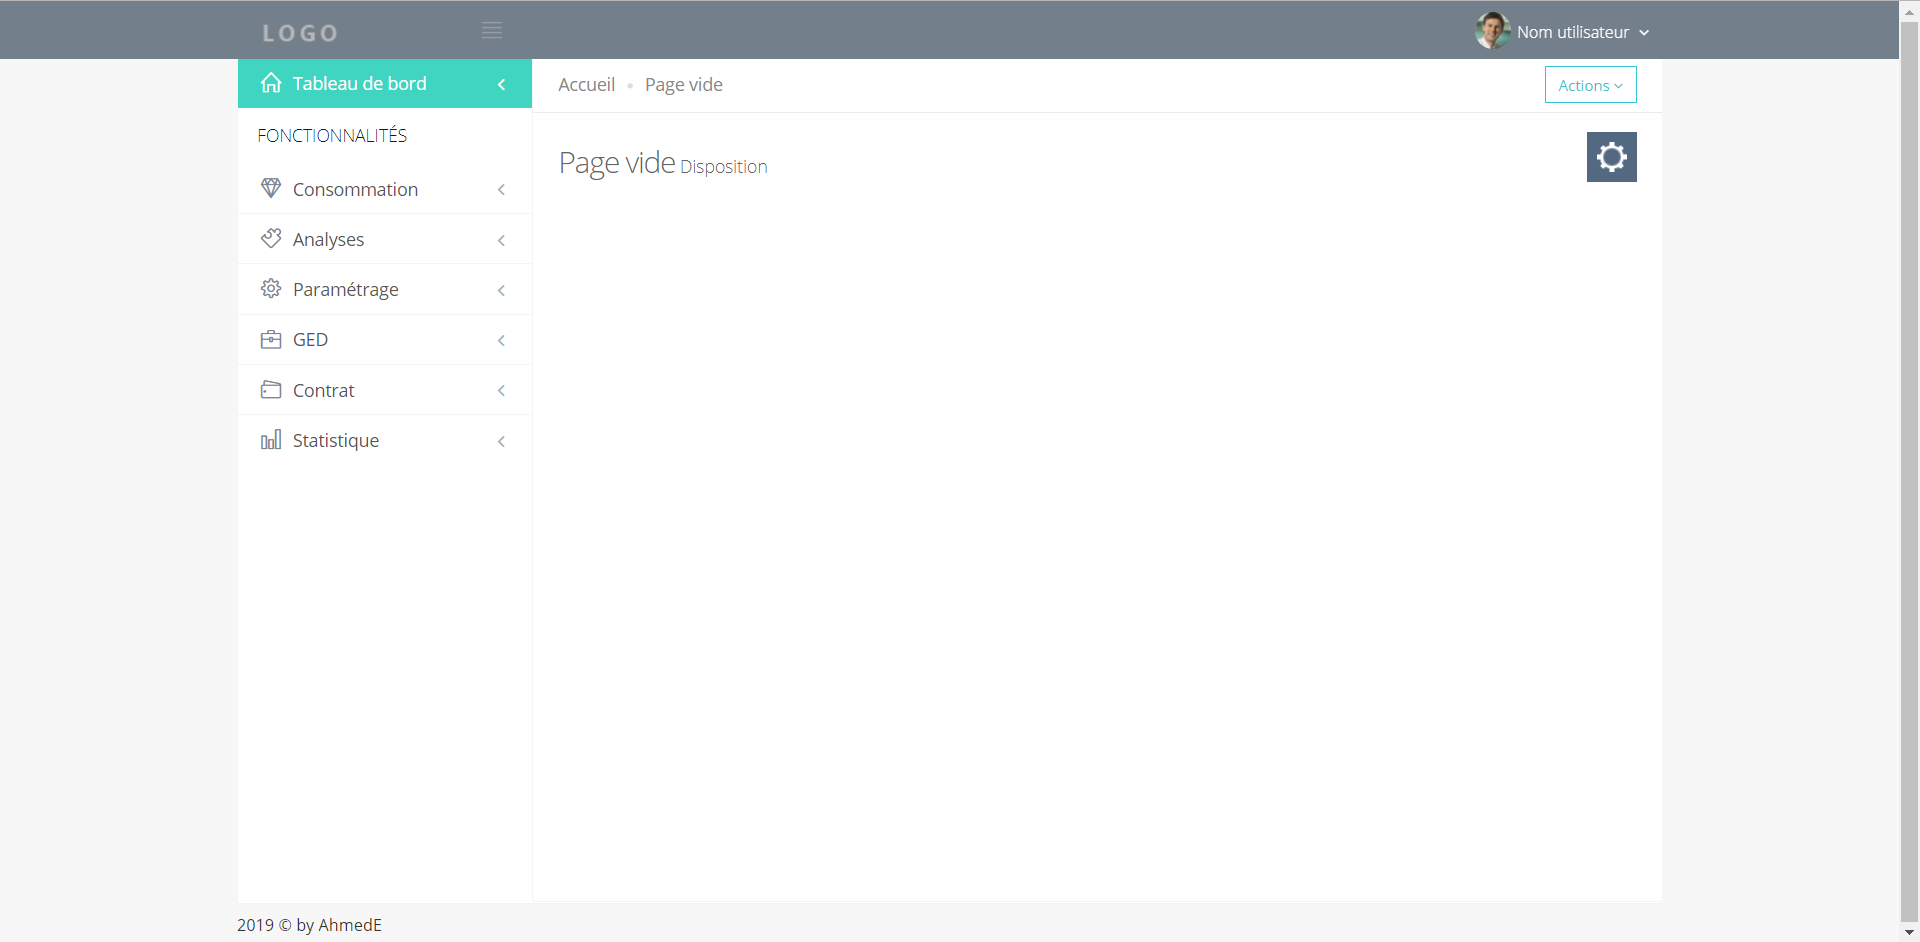 LOGO
Nom utilisateur
Tableau de bord
Accueil • Page vide
Actions
FONCTIONNALITÉS
Page vide Disposition
Consommation
Analyses
Paramétrage
GED
Contrat
Statistique
2019 © by AhmedE